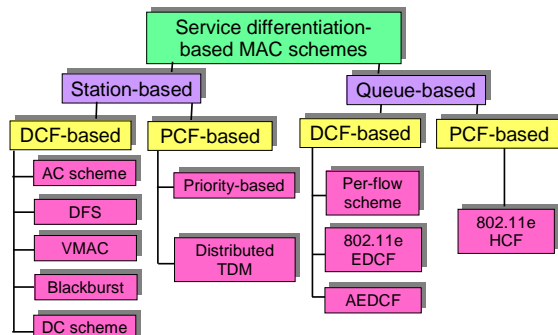 Service differentiation-
based MAC schemes
Station-based
Queue-based
DCF-based
PCF-based
DCF-based
PCF-based
AC scheme
DFS
VMAC
Blackburst
DC scheme
Priority-based
Distributed
TDM
Per-flow
scheme
802.11e
EDCF
AEDCF
802.11e
HCF